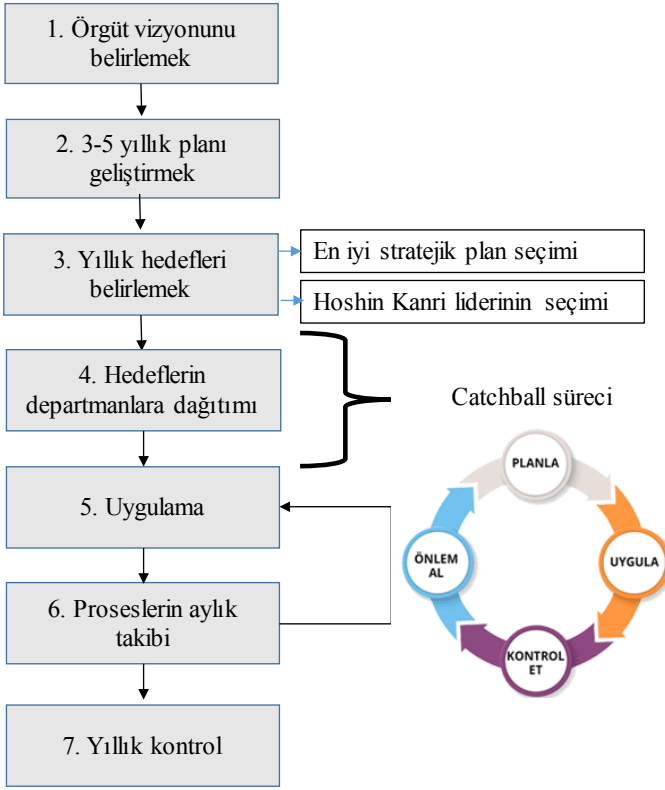 1. Örgüt vizyonunu
belirlemek
2. 3-5 yıllık planı
geliştirmek
3. Yıllık hedefleri
belirlemek
En iyi stratejik plan seçimi
Hoshin Kanri liderinin seçimi
4. Hedeflerin
departmanlara dağıtımı
Catchball süreci
5. Uygulama
6. Proseslerin aylık
takibi
7. Yıllık kontrol
PLANLA
UYGULA
KONTROL
ET
ÖNLEM
AL